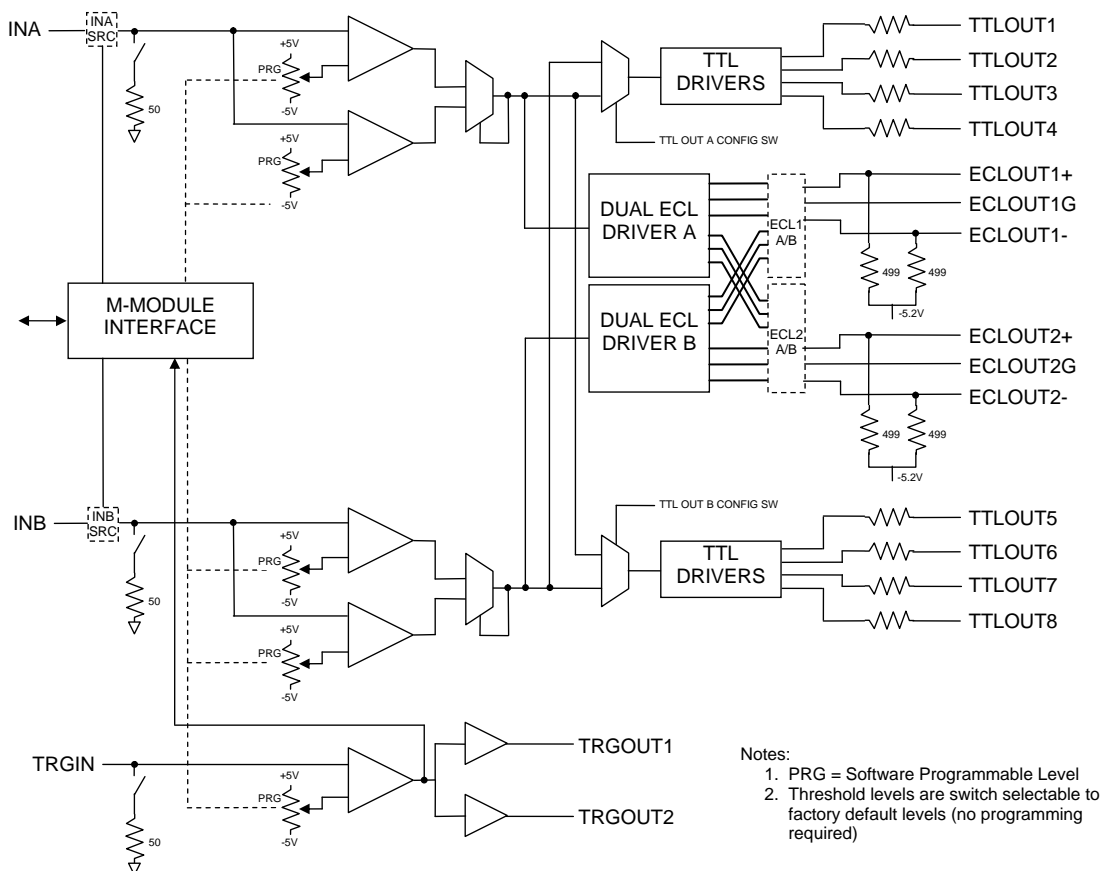 INA
INA
SRC
50
+5V
PRG
-5V
+5V
PRG
-5V
TTL
DRIVERS
TTL OUT A CONFIG SW
TTLOUT1
TTLOUT2
TTLOUT3
TTLOUT4
DUAL ECL
DRIVER A
ECL1
A/B
ECLOUT1+
ECLOUT1G
ECLOUT1-
499
499
-5.2V
M-MODULE
INTERFACE
DUAL ECL
DRIVER B
ECL2
A/B
ECLOUT2+
ECLOUT2G
ECLOUT2-
499
499
-5.2V
INB
INB
SRC
50
+5V
PRG
-5V
+5V
PRG
-5V
TTL OUT B CONFIG SW
TTL
DRIVERS
TTLOUT5
TTLOUT6
TTLOUT7
TTLOUT8
TRGIN
50
+5V
PRG
-5V
TRGOUT1
TRGOUT2
Notes:
1. PRG = Software Programmable Level
2. Threshold levels are switch selectable to
factory default levels (no programming
required)